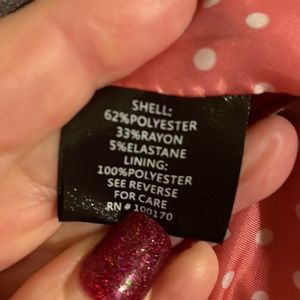 SHELL:
62%POLYESTER
33%RAYON
5%ELASTANE
LINING:
100%POLYESTER
SEE REVERSE
FOR CARE
RN # 100170